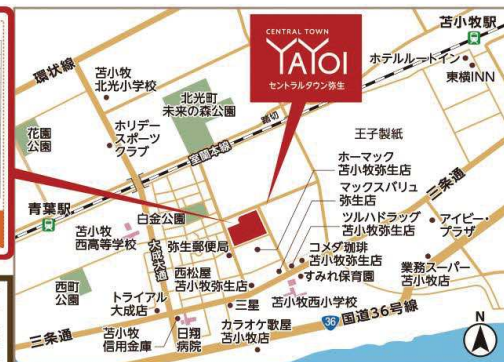 苫小牧駅
CENTRAL TOWN
YAYOI
セントラルタウン弥生
ホテルルートイン
東横INN
環状線
苫小牧
北光小学校
北光町
未来の森公園
踏切
王子製紙
花園
公園
ホリデー
スポーツ
クラブ
室蘭本線
ホーマック
苫小牧弥生店
三条通
マックスバリュ
弥生店
青葉駅
白金公園
ツルハドラッグ
苫小牧弥生店
アイビー・
プラザ
苫小牧
西高等学校
大成大通
弥生郵便局
コメダ珈琲
苫小牧弥生店
西松屋
苫小牧弥生店
すみれ保育園
業務スーパー
苫小牧店
西町
公園
トライアル
大成店
三星
苫小牧西小学校
36
国道36号線
三条通
苫小牧
信用金庫
日翔
病院
カラオケ歌屋
苫小牧店
N